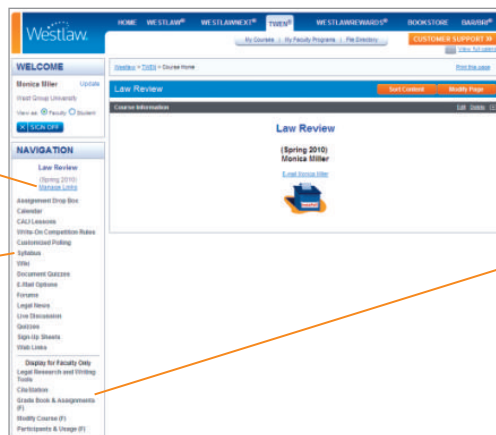 Westlaw.
HOME WESTLAW® WESTLAWNEXT® TWEN® WESTLAWREWARDS® BOOKSTORE BAR/BRI®
My Courses | My Faculty Programs | File Directory
CUSTOMER SUPPORT
WELCOME
Monica Miller Update
West Group University
View as Faculty Student
SIGN OFF
NAVIGATION
Law Review
(Spring 2010)
Manage Links
Assignment Drop Box
Calendar
CALI Lessons
Write-On Competition Rules
Customized Polling
Syllabus
Wiki
Document Quizzes
E-Mail Options
Forums
Legal News
Live Discussion
Quizzes
Sign-Up Sheets
Web Links
Display for Faculty Only
Legal Research and Writing
Tools
CiteStation
Grade Book & Assignments
(F)
Modify Course (F)
Participants & Usage (F)
Westlaw > TWEN > Course Home
Print this page
Law Review
Sort Content Modify Page
Course Information
Edit Delete
Law Review
(Spring 2010)
Monica Miller
E-mail Monica Miller